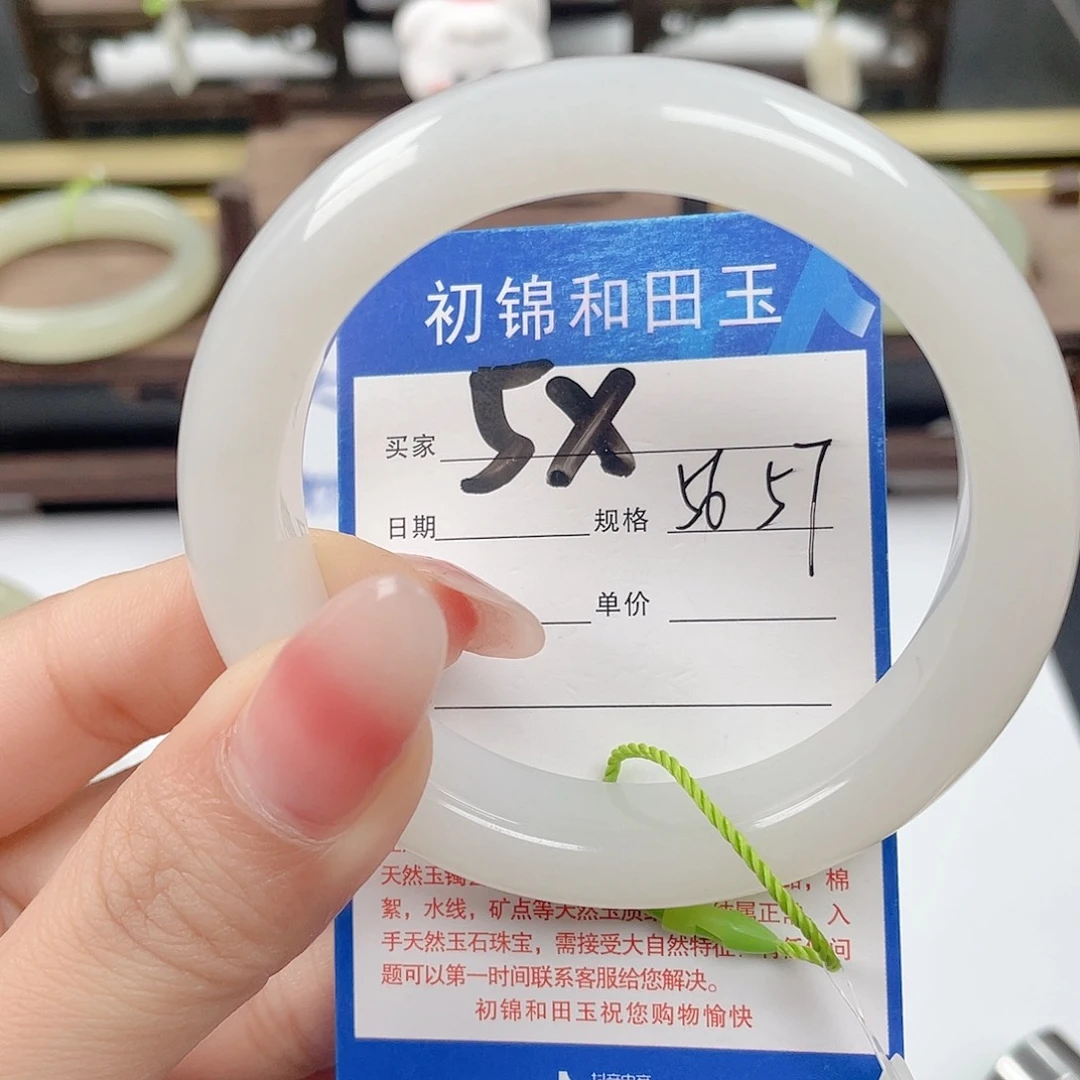 初锦和田玉
5X
买家
日期 规格 56 57
单价
天然玉镯 棉
絮，水线，矿点等天然玉质 属正 入
手天然玉石珠宝，需接受大自然特征 问
题可以第一时间联系客服给您解决。
初锦和田玉祝您购物愉快